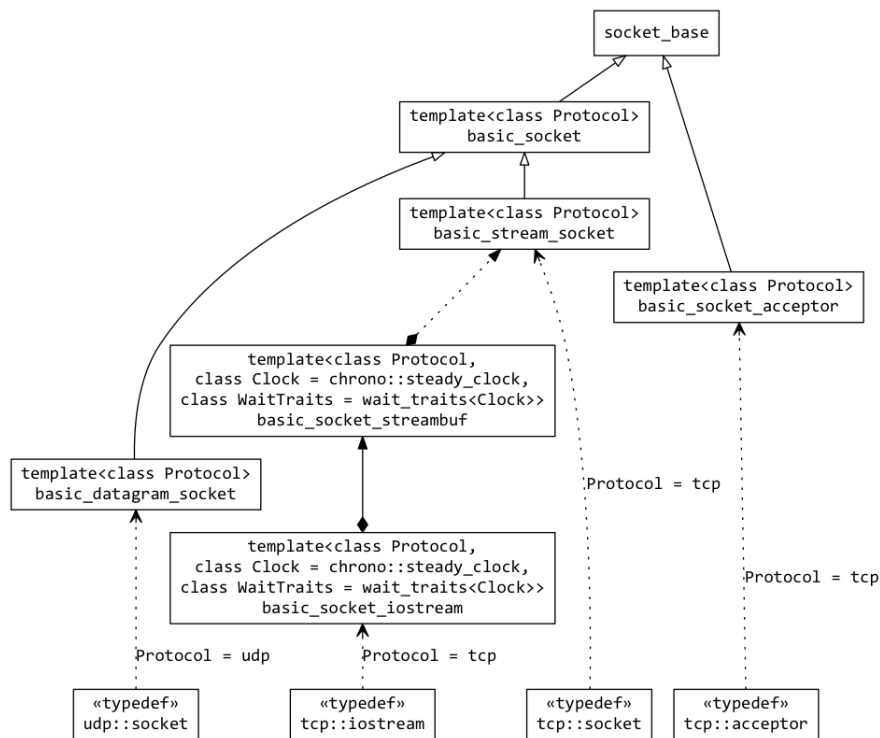 socket_base
template<class Protocol>
basic_socket
template<class Protocol>
basic_stream_socket
template<class Protocol>
basic_socket_acceptor
template<class Protocol,
class Clock = chrono::steady_clock,
class WaitTraits = wait_traits<Clock>>
basic_socket_streambuf
template<class Protocol>
basic_datagram_socket
Protocol = tcp
template<class Protocol,
class Clock = chrono::steady_clock,
class WaitTraits = wait_traits<Clock>>
basic_socket_iostream
Protocol = tcp
Protocol = udp
Protocol = tcp
«typedef»
udp::socket
«typedef»
tcp::iostream
«typedef»
tcp::socket
«typedef»
tcp::acceptor